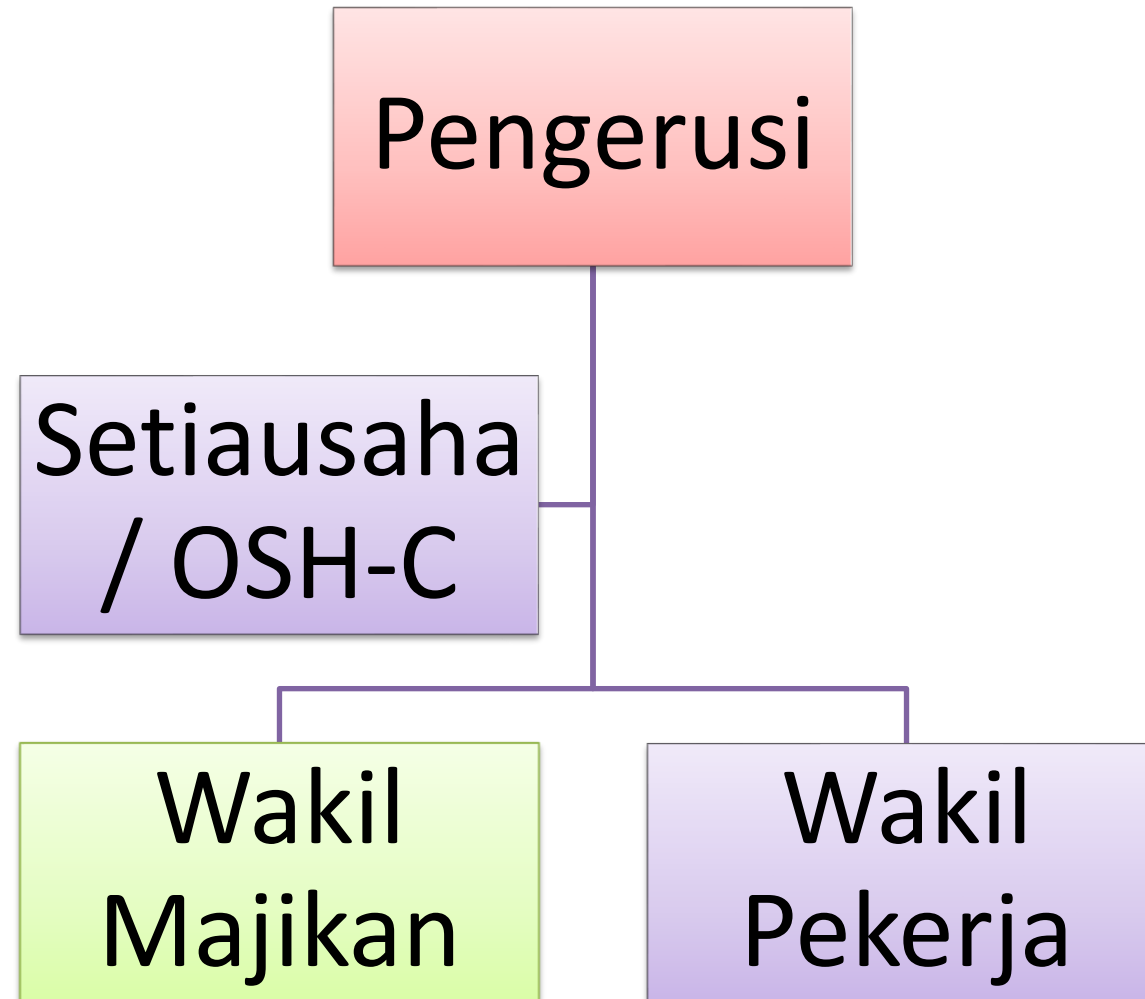 Pengerusi
Setiausaha
/ OSH-C
Wakil
Majikan
Wakil
Pekerja